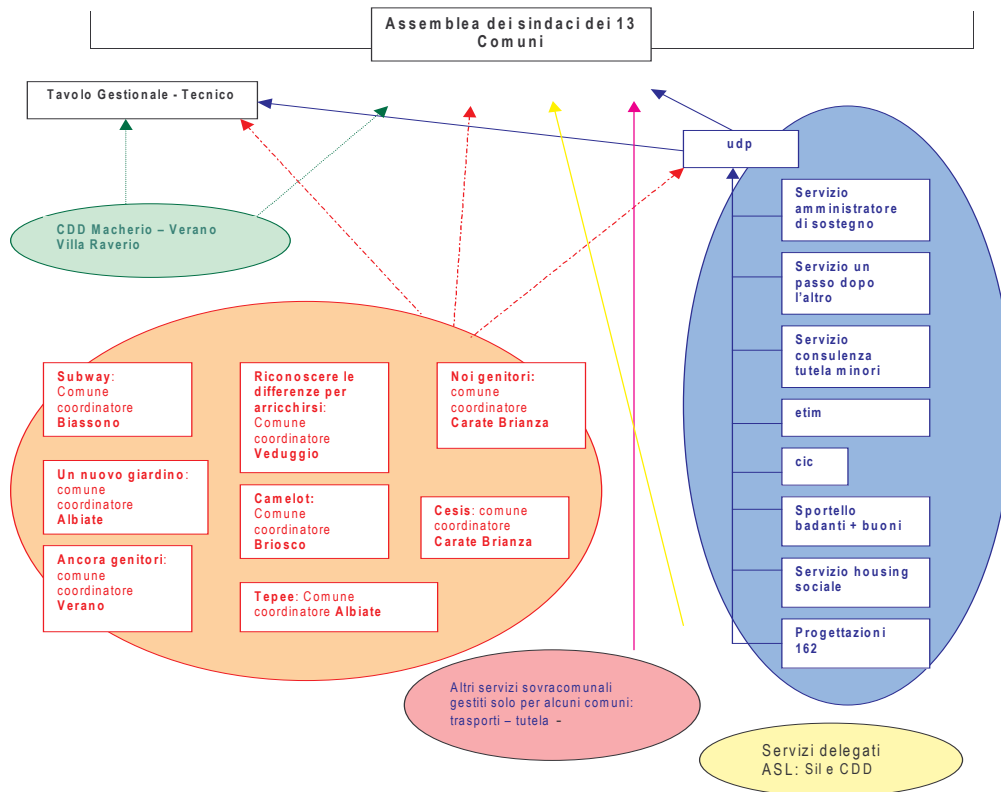 Assemblea dei sindaci dei 13
Comuni
Tavolo Gestionale - Tecnico
udp
CDD Macherio – Verano
Villa Raverio
Servizio
amministratore
di sostegno
Servizio un
passo dopo
l'altro
Servizio
consulenza
tutela minori
etim
cic
Sportello
badanti + buoni
Servizio housing
sociale
Progettazioni
162
Subway:
Comune
coordinatore
Biassono
Riconoscere le
differenze per
arricchirsi:
Comune
coordinatore
Veduggio
Noi genitori:
comune
coordinatore
Carate Brianza
Un nuovo giardino:
comune
coordinatore
Albiate
Camelot:
Comune
coordinatore
Briosco
Cesis: comune
coordinatore
Carate Brianza
Ancora genitori:
comune
coordinatore
Verano
Tepee: Comune
coordinatore Albiate
Altri servizi sovracomunali
gestiti solo per alcuni comuni:
trasporti – tutela -
Servizi delegati
ASL: Sil e CDD